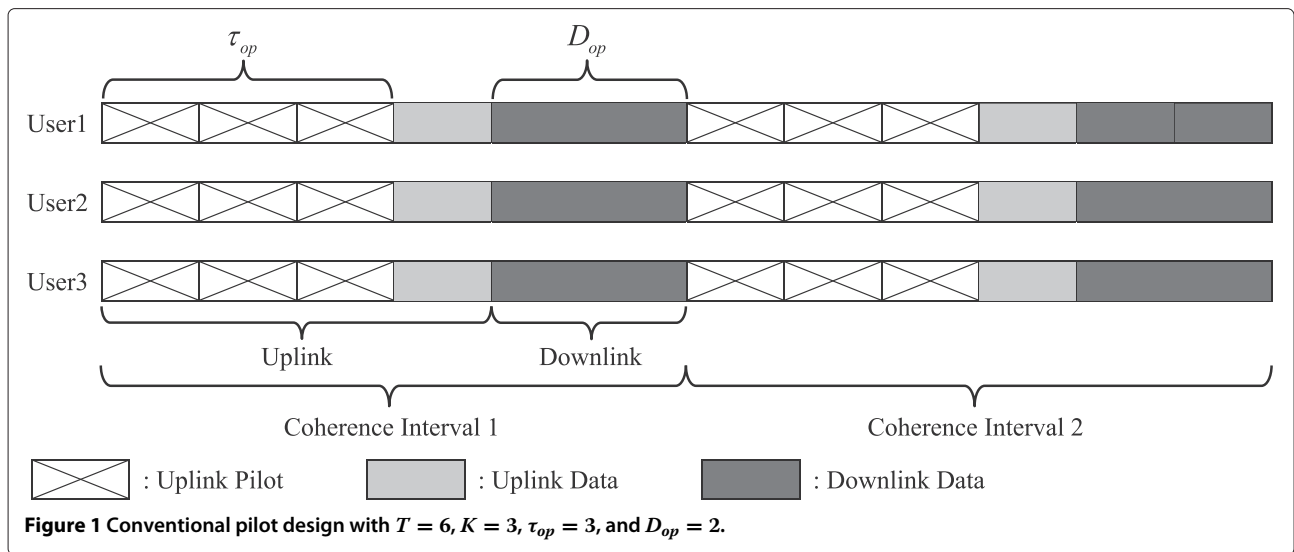 τ_op D_op
User1
User2
User3
Uplink Downlink
Coherence Interval 1 Coherence Interval 2
: Uplink Pilot : Uplink Data : Downlink Data
Figure 1 Conventional pilot design with T = 6, K = 3, τ_op = 3, and D_op = 2.